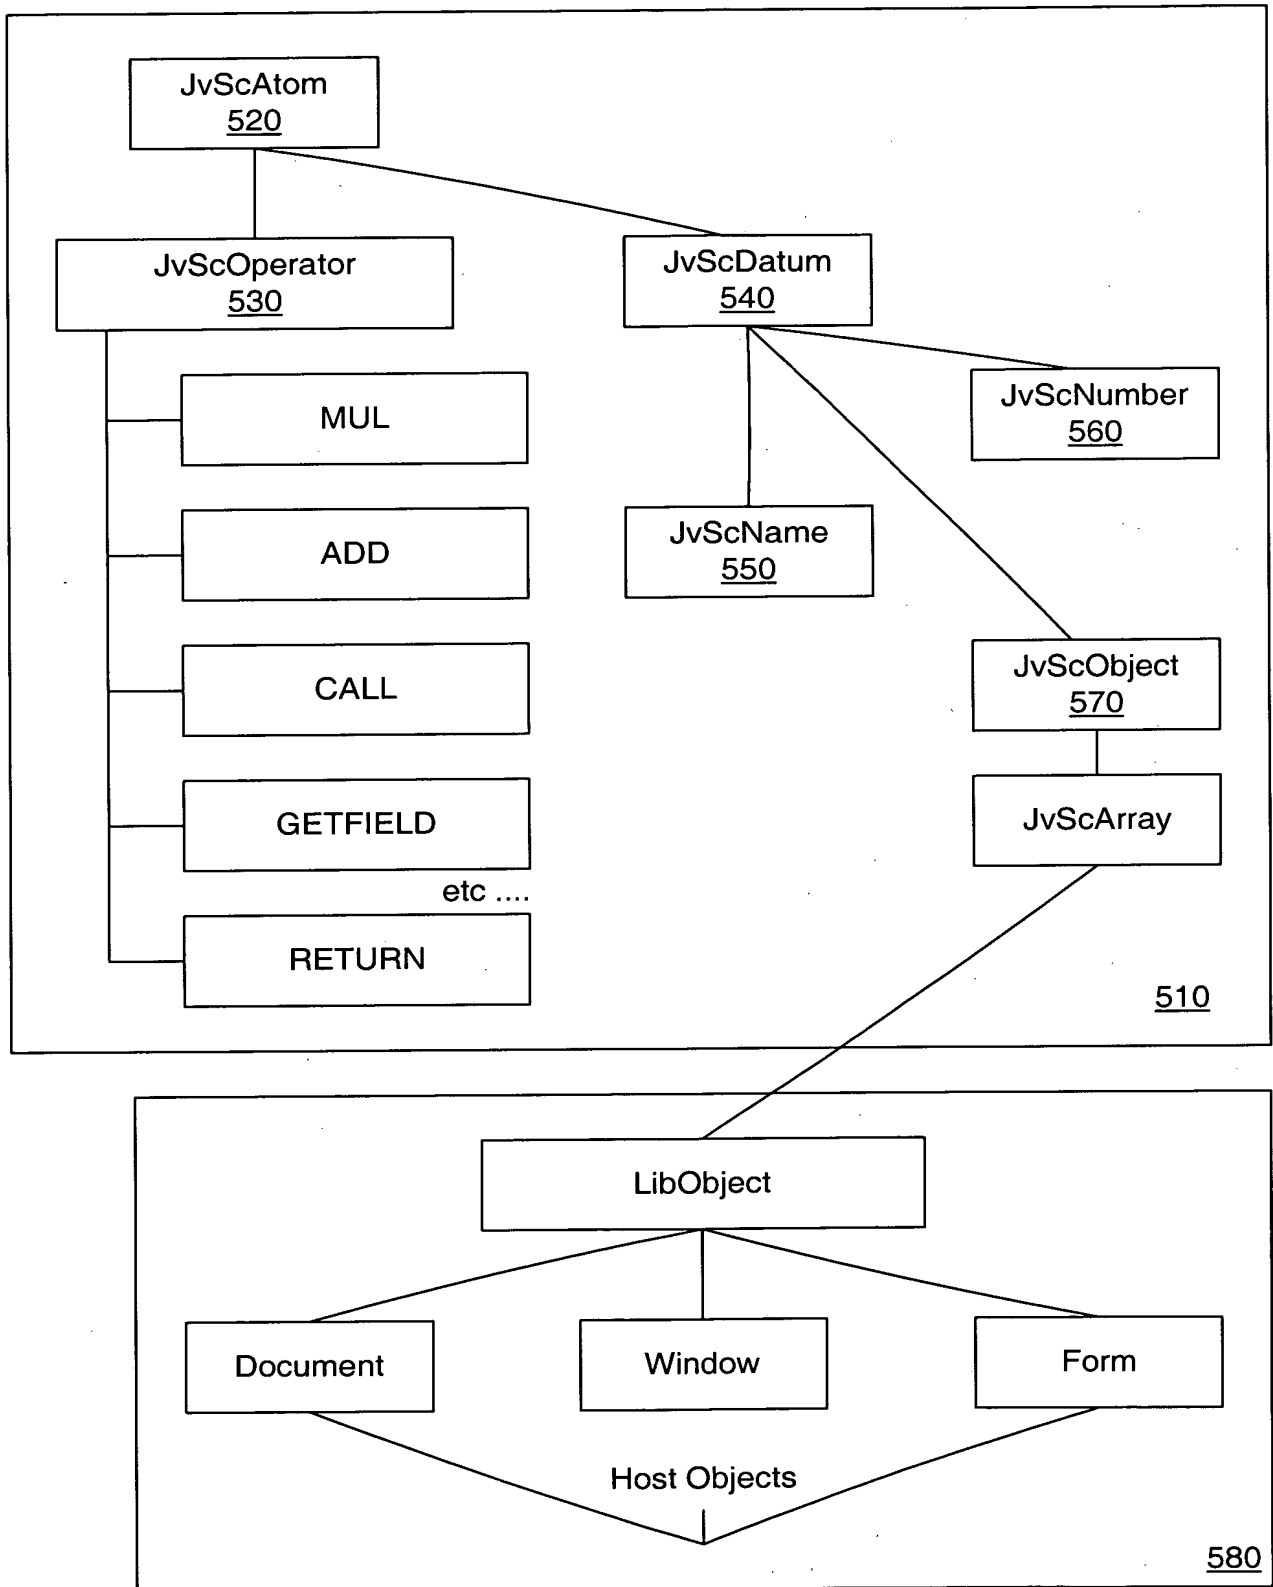 JvScAtom
520
JvScOperator
530
JvScDatum
540
MUL
JvScNumber
560
ADD
JvScName
550
CALL
JvScObject
570
GETFIELD
JvScArray
etc ....
RETURN
510
LibObject
Document
Window
Form
Host Objects
580